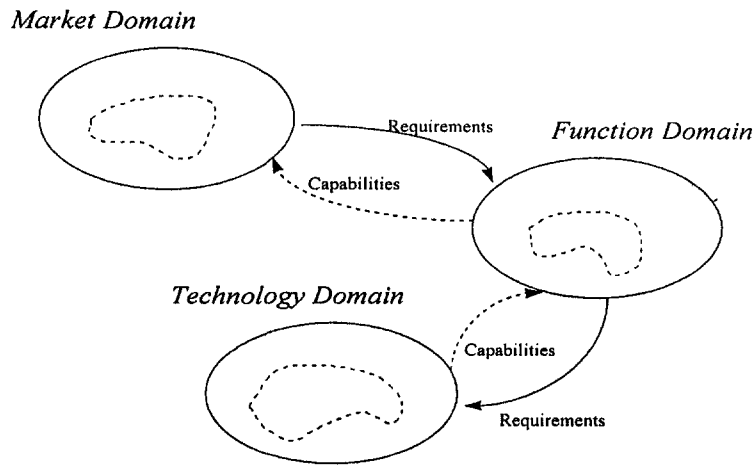 Market Domain
Requirements
Function Domain
Capabilities
Technology Domain
Capabilities
Requirements